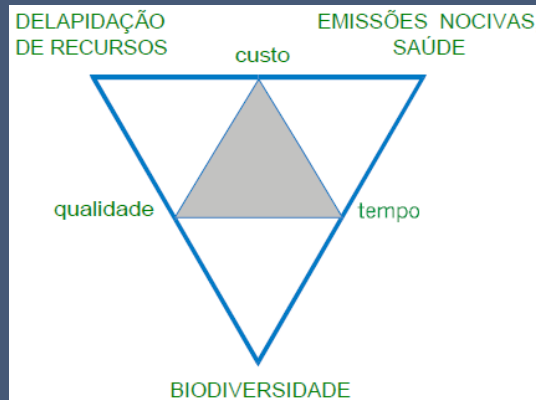 DELAPIDAÇÃO
DE RECURSOS
EMISSÕES NOCIVAS
SAÚDE
custo
qualidade
tempo
BIODIVERSIDADE